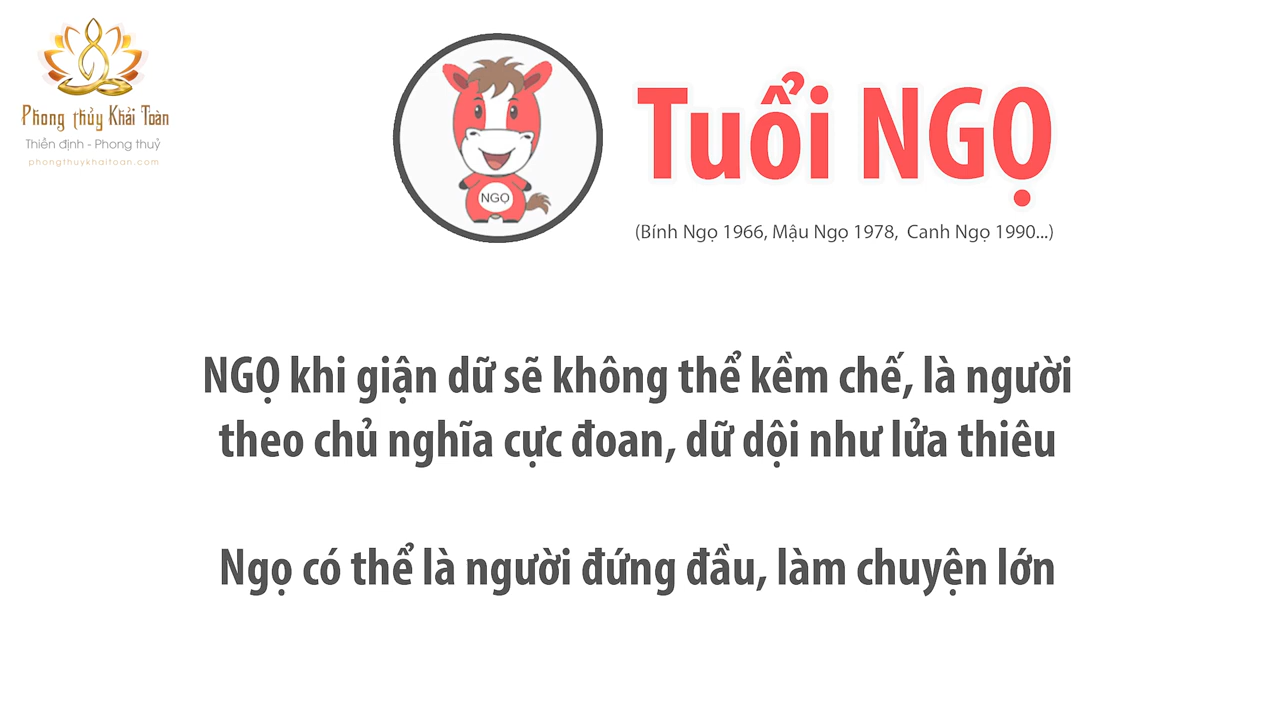 Phong thủy Khải Toàn
Thiền định - Phong thuỷ
phongthuykhaitoan.com
NGỌ
Tuổi NGỌ
(Bính Ngọ 1966, Mậu Ngọ 1978, Canh Ngọ 1990...)
NGỌ khi giận dữ sẽ không thể kềm chế, là người
theo chủ nghĩa cực đoan, dữ dội như lửa thiêu
Ngọ có thể là người đứng đầu, làm chuyện lớn